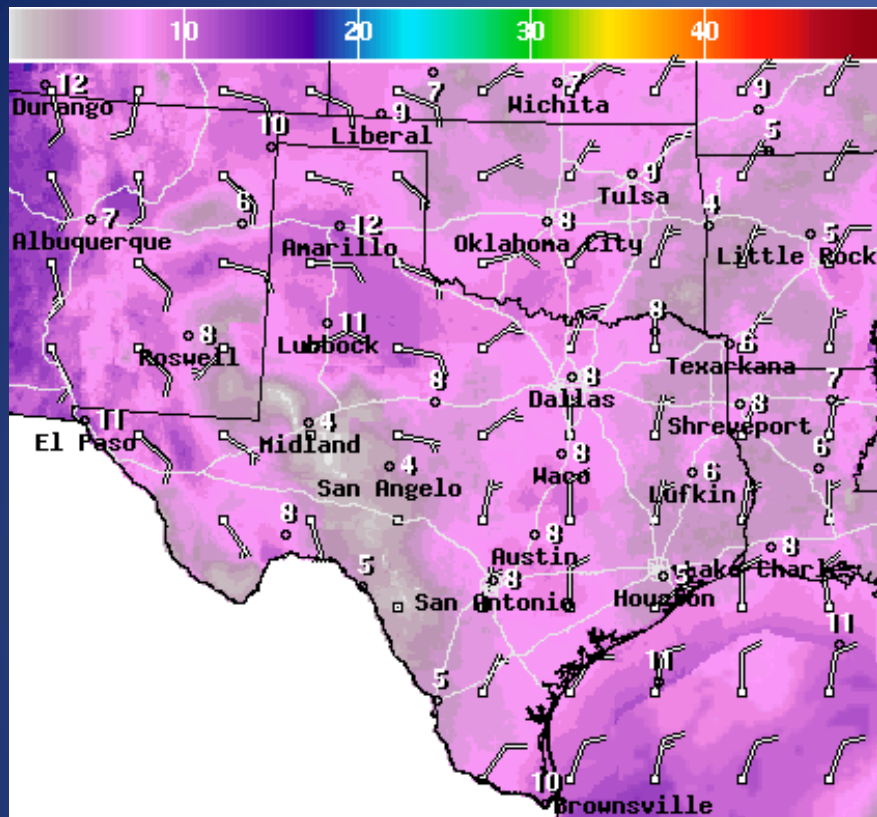 10 20 30 40
12 7 7 9
Durango Wichita
9
Liberal
10 5
9
Tulsa
6 4
7 12 8 5
Albuquerque Amarillo Oklahoma City Little Rock
8
11
8 6
Roswell Lubbock Texarkana
8 8 7
Dallas 8
11 4 Shreveport
El Paso Midland
8 6
4 6
San Angelo Waco Lufkin
8 8 8
Austin
5 8 5 Lake Charles
San Antonio Houston
11
11
5
10
Brownsville